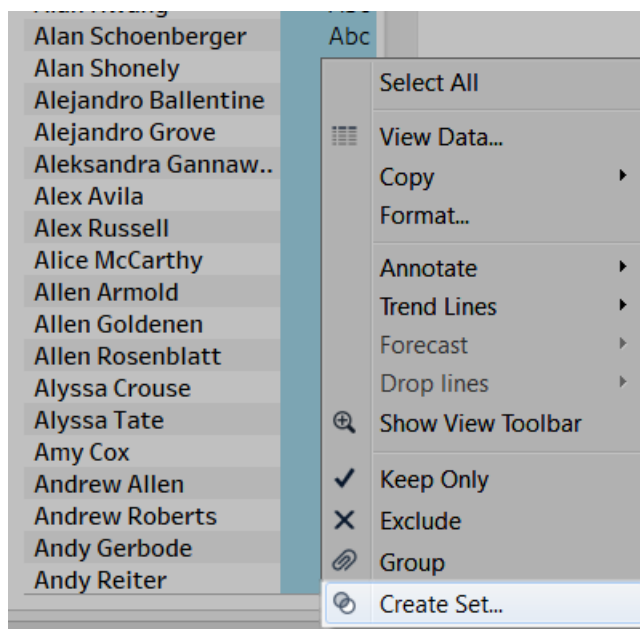 Alan Schoenberger Abc
Alan Shonely
Alejandro Ballentine
Alejandro Grove
Aleksandra Gannaw..
Alex Avila
Alex Russell
Alice McCarthy
Allen Armold
Allen Goldenen
Allen Rosenblatt
Alyssa Crouse
Alyssa Tate
Amy Cox
Andrew Allen
Andrew Roberts
Andy Gerbode
Andy Reiter
Select All
View Data...
Copy
Format...
Annotate
Trend Lines
Forecast
Drop lines
Show View Toolbar
Keep Only
Exclude
Group
Create Set...